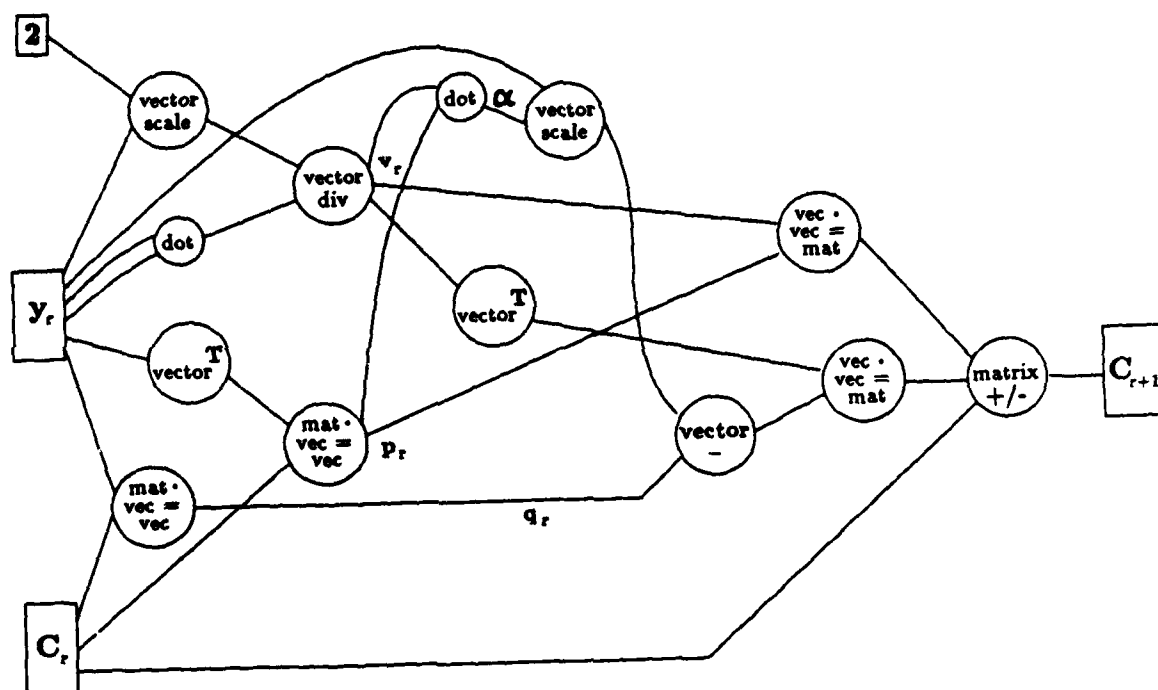 2
vector
scale
dot
α
vector
scale
v_r
vector
div
vec ·
vec =
mat
dot
y_r
vector^T
vector^T
vec ·
vec =
mat
matrix
+/-
C_{r+1}
mat ·
vec =
vec
p_r
vector
-
mat ·
vec =
vec
q_r
C_r